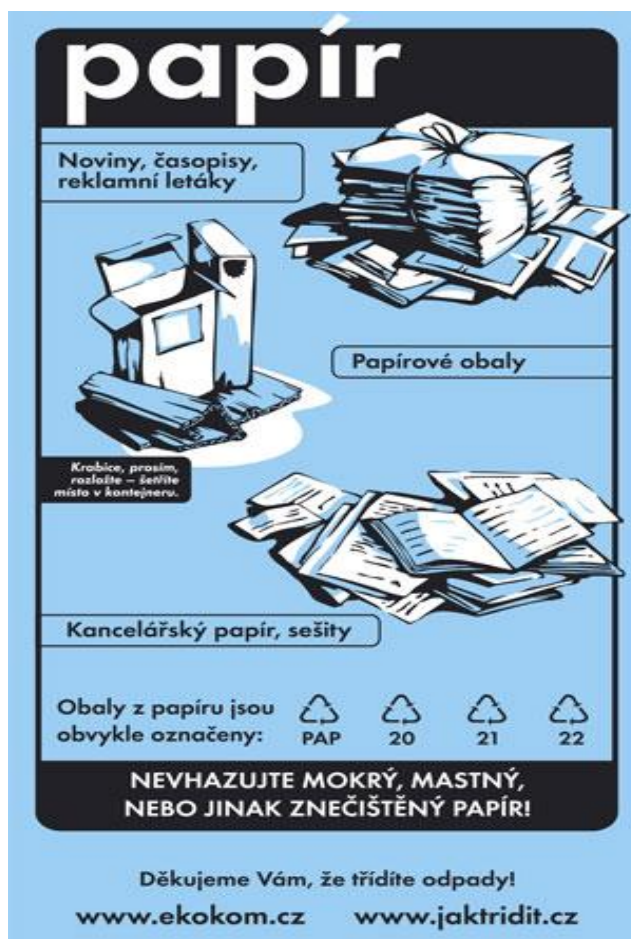 papír
Noviny, časopisy,
reklamní letáky
Papírové obaly
Krabice, prosím,
rozložte – šetříte
místo v kontejneru.
Kancelářský papír, sešity
Obaly z papíru jsou
obvykle označeny:
PAP 20 21 22
NEVHAZUJTE MOKRÝ, MASTNÝ,
NEBO JINAK ZNEČIŠTĚNÝ PAPÍR!
Děkujeme Vám, že třídíte odpady!
www.ekokom.cz www.jaktridit.cz